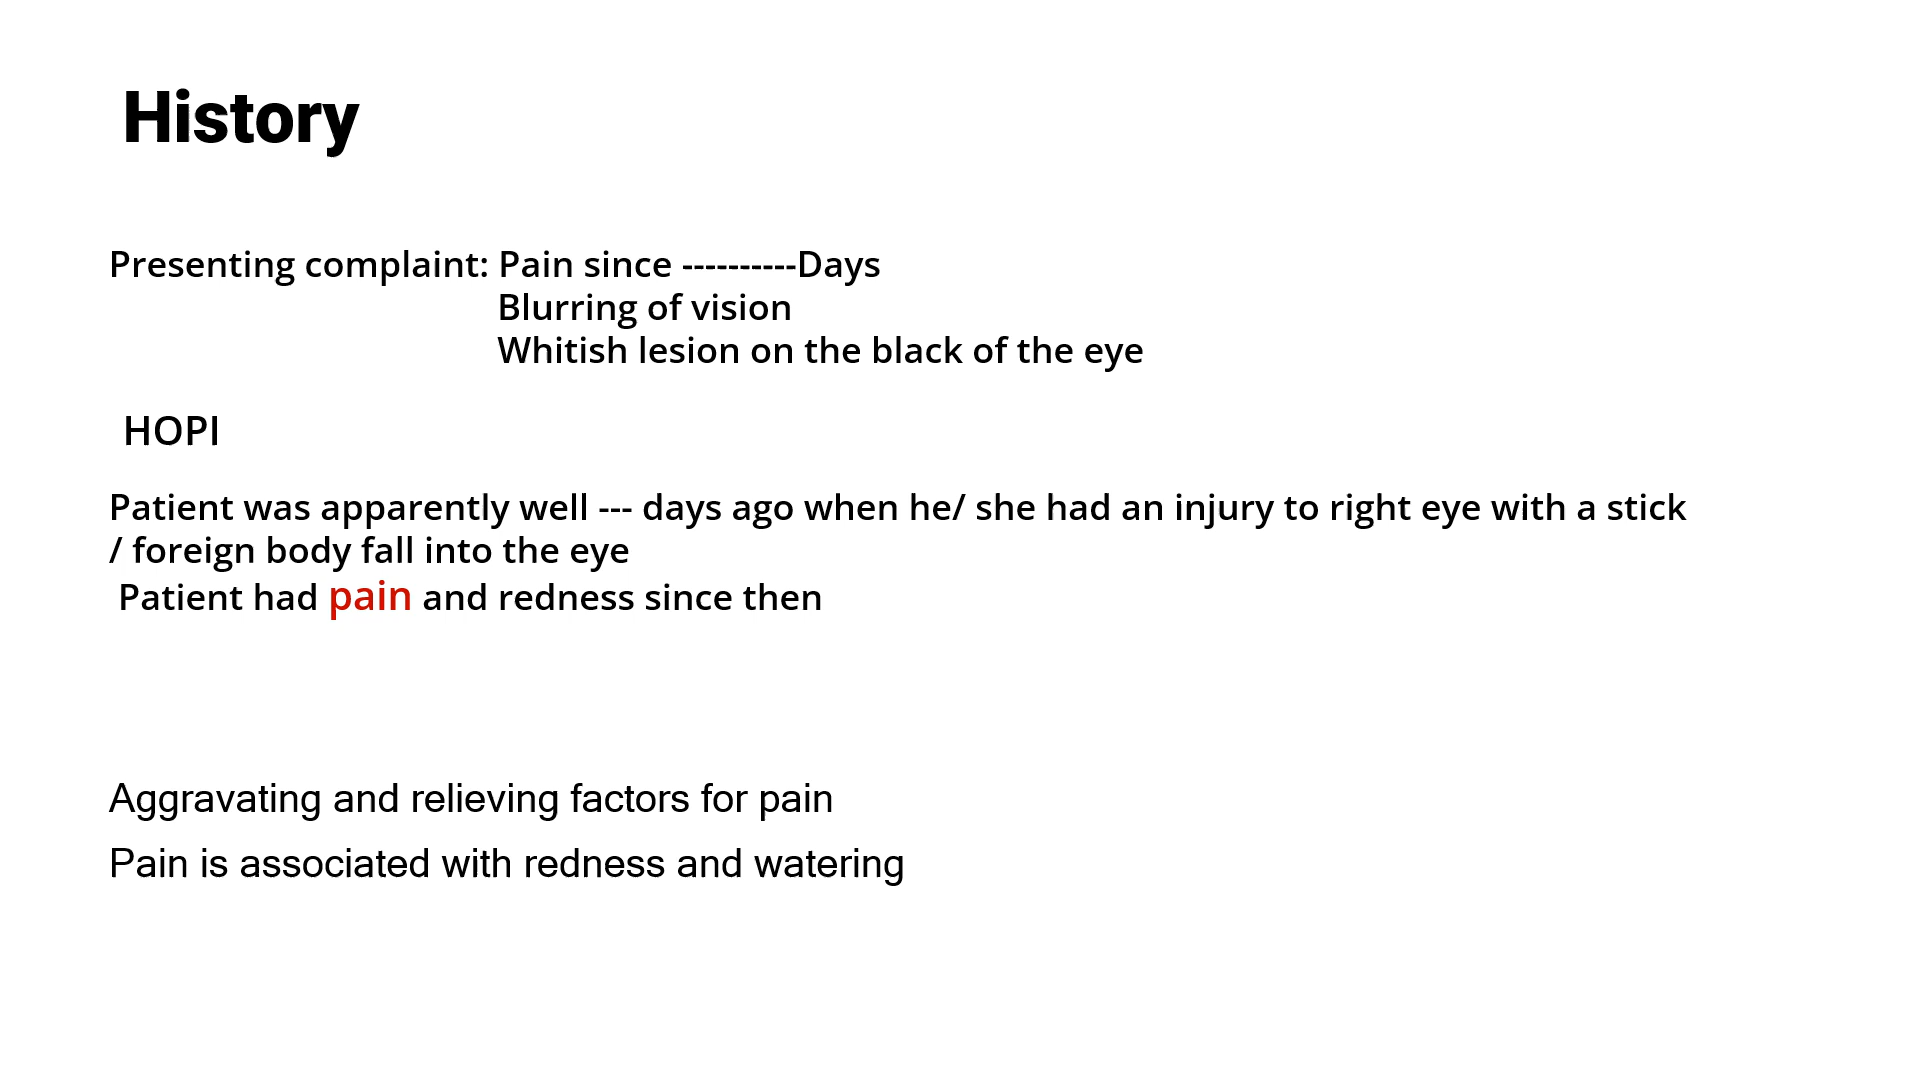 History
Presenting complaint: Pain since ----------Days
Blurring of vision
Whitish lesion on the black of the eye
HOPI
Patient was apparently well --- days ago when he/ she had an injury to right eye with a stick
/ foreign body fall into the eye
Patient had pain and redness since then
Aggravating and relieving factors for pain
Pain is associated with redness and watering